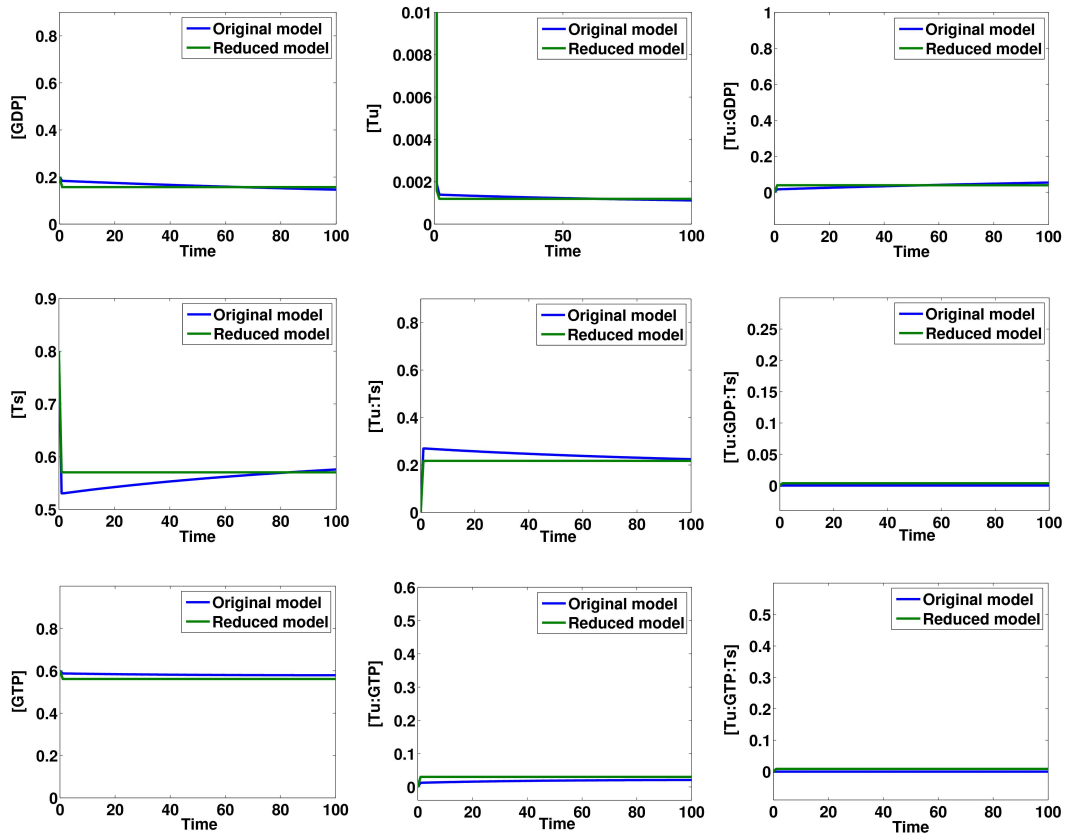 [GDP]
0.8
0.6
0.4
0.2
0
0 20 40 60 80 100
Time
Original model
Reduced model
[Tu]
0.01
0.008
0.006
0.004
0.002
0
0 50 100
Time
Original model
Reduced model
[Tu:GDP]
1
0.8
0.6
0.4
0.2
0
0 20 40 60 80 100
Time
Original model
Reduced model
[Ts]
0.9
0.8
0.7
0.6
0.5
0 20 40 60 80 100
Time
Original model
Reduced model
[Tu:Ts]
0.8
0.6
0.4
0.2
0
0 20 40 60 80 100
Time
Original model
Reduced model
[Tu:GDP:Ts]
0.25
0.2
0.15
0.1
0.05
0
0 20 40 60 80 100
Time
Original model
Reduced model
[GTP]
0.8
0.6
0.4
0.2
0
0 20 40 60 80 100
Time
Original model
Reduced model
[Tu:GTP]
0.6
0.5
0.4
0.3
0.2
0.1
0
0 20 40 60 80 100
Time
Original model
Reduced model
[Tu:GTP:Ts]
0.5
0.4
0.3
0.2
0.1
0
0 20 40 60 80 100
Time
Original model
Reduced model